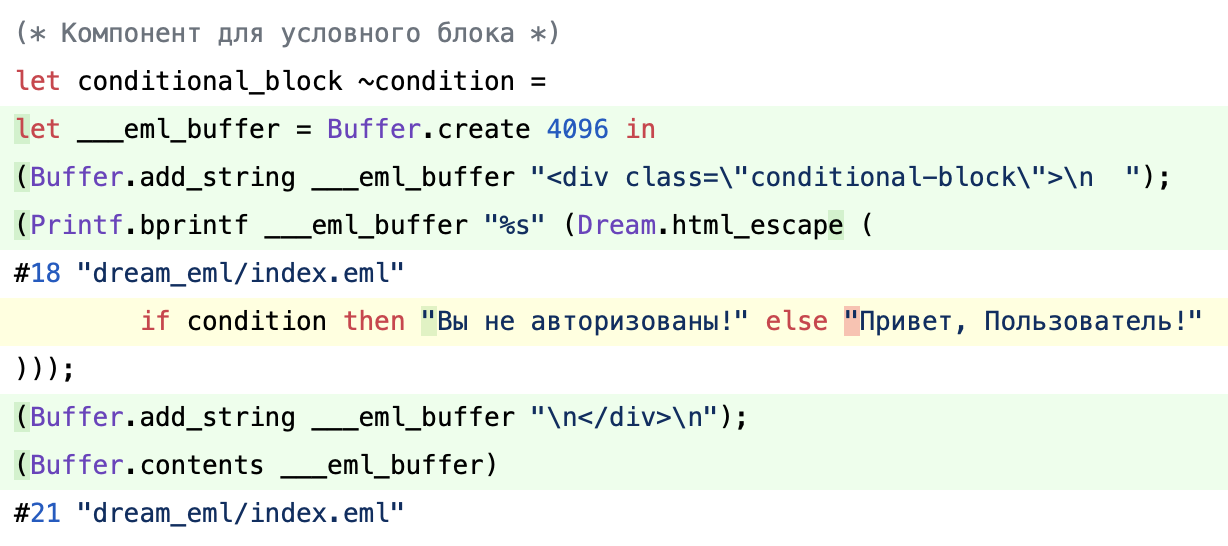 (* Компонент для условного блока *)
let conditional_block ~condition =
let ___eml_buffer = Buffer.create 4096 in
(Buffer.add_string ___eml_buffer "<div class=\"conditional-block\">\n  ");
(Printf.bprintf ___eml_buffer "%s" (Dream.html_escape (
#18 "dream_eml/index.eml"
        if condition then "Вы не авторизованы!" else "Привет, Пользователь!"
)));
(Buffer.add_string ___eml_buffer "\n</div>\n");
(Buffer.contents ___eml_buffer)
#21 "dream_eml/index.eml"